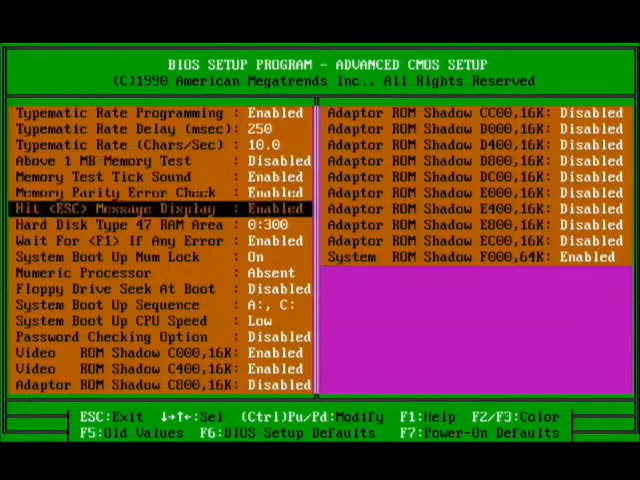 BIOS SETUP PROGRAM - ADVANCED CMOS SETUP
(C)1990 American Megatrends Inc., All Rights Reserved
Typematic Rate Programming : Enabled
Typematic Rate Delay (msec): 250
Typematic Rate (Chars/Sec) : 10.0
Above 1 MB Memory Test : Disabled
Memory Test Tick Sound : Enabled
Memory Parity Error Check : Enabled
Hit <ESC> Message Display : Enabled
Hard Disk Type 47 RAM Area : 0:300
Wait For <F1> If Any Error : Enabled
System Boot Up Num Lock : On
Numeric Processor : Absent
Floppy Drive Seek At Boot : Disabled
System Boot Up Sequence : A:, C:
System Boot Up CPU Speed : Low
Password Checking Option : Disabled
Video ROM Shadow C000,16K: Enabled
Video ROM Shadow C400,16K: Enabled
Adaptor ROM Shadow C800,16K: Disabled
Adaptor ROM Shadow CC00,16K: Disabled
Adaptor ROM Shadow D000,16K: Disabled
Adaptor ROM Shadow D400,16K: Disabled
Adaptor ROM Shadow D800,16K: Disabled
Adaptor ROM Shadow DC00,16K: Disabled
Adaptor ROM Shadow E000,16K: Disabled
Adaptor ROM Shadow E400,16K: Disabled
Adaptor ROM Shadow E800,16K: Disabled
Adaptor ROM Shadow EC00,16K: Disabled
System ROM Shadow F000,64K: Enabled
ESC:Exit ↓→↑←:Sel (Ctrl)Pu/Pd:Modify F1:Help F2/F3:Color
F5:Old Values F6:BIOS Setup Defaults F7:Power-On Defaults